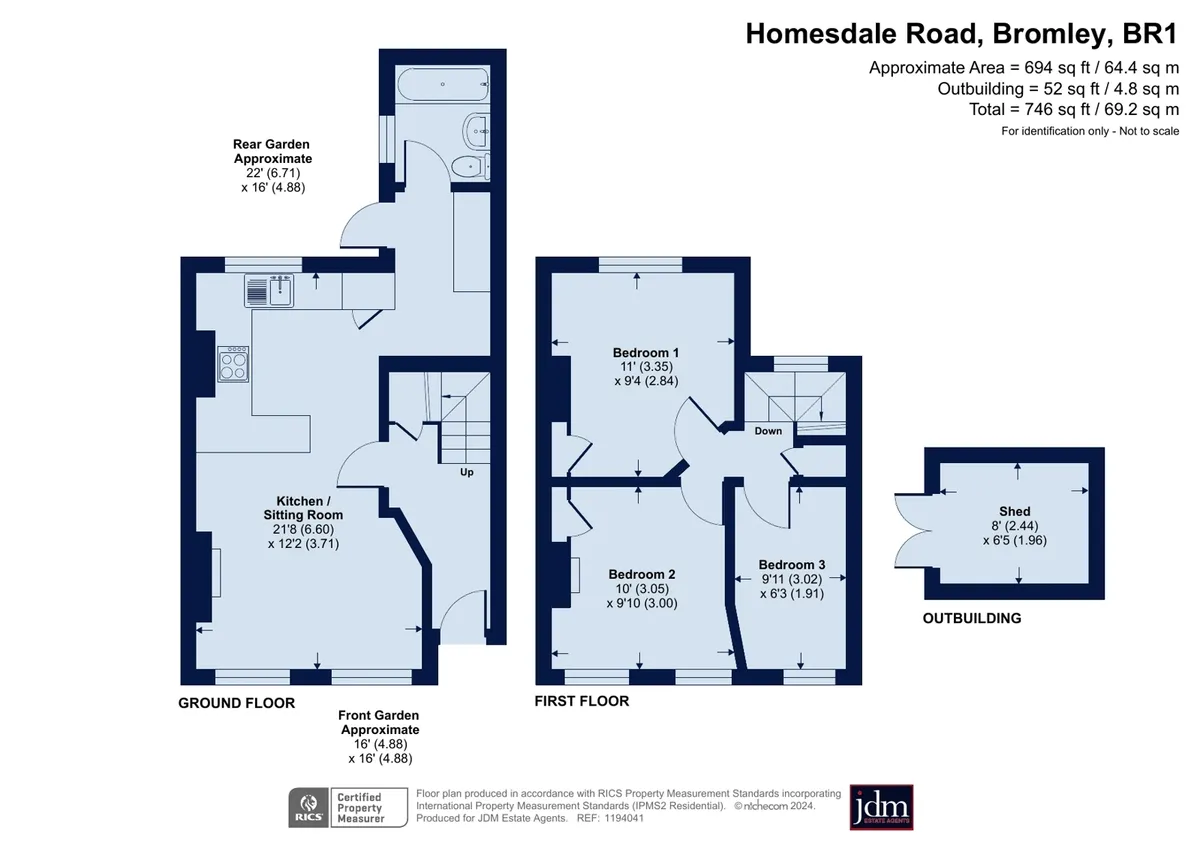 Homesdale Road, Bromley, BR1
Approximate Area = 694 sq ft / 64.4 sq m
Outbuilding = 52 sq ft / 4.8 sq m
Total = 746 sq ft / 69.2 sq m
For identification only - Not to scale
Rear Garden
Approximate
22' (6.71)
x 16' (4.88)
Up
Kitchen /
Sitting Room
21'8 (6.60)
x 12'2 (3.71)
GROUND FLOOR
Front Garden
Approximate
16' (4.88)
x 16' (4.88)
Bedroom 1
11' (3.35)
x 9'4 (2.84)
Down
Bedroom 2
10' (3.05)
x 9'10 (3.00)
Bedroom 3
9'11 (3.02)
x 6'3 (1.91)
FIRST FLOOR
Shed
8' (2.44)
x 6'5 (1.96)
OUTBUILDING
RICS
Certified
Property
Measurer
Floor plan produced in accordance with RICS Property Measurement Standards incorporating
International Property Measurement Standards (IPMS2 Residential). © nichecom 2024.
Produced for JDM Estate Agents. REF: 1194041
jdm
ESTATE AGENTS